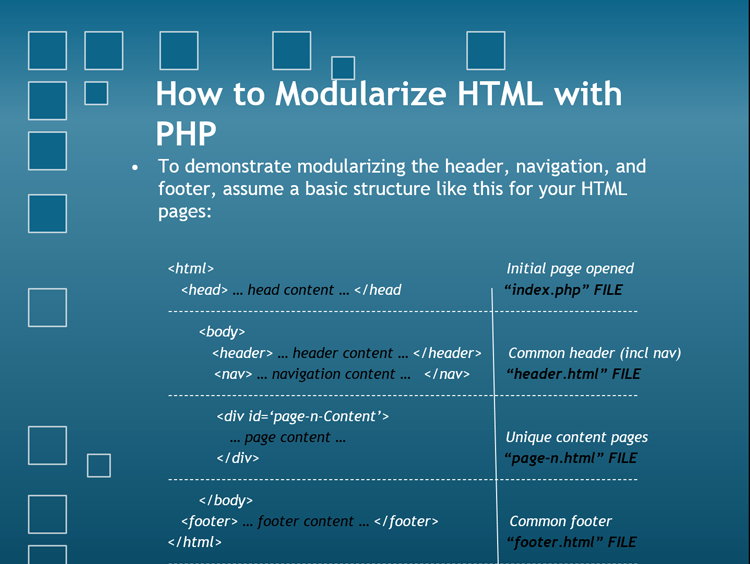 How to Modularize HTML with
PHP
• To demonstrate modularizing the header, navigation, and
footer, assume a basic structure like this for your HTML
pages:
<html> Initial page opened
<head> … head content … </head “index.php” FILE
--------------------------------------------------------------------------------
<body>
<header> … header content … </header> Common header (incl nav)
<nav> … navigation content … </nav> “header.html” FILE
--------------------------------------------------------------------------------
<div id=‘page-n-Content’>
… page content … Unique content pages
</div> “page-n.html” FILE
--------------------------------------------------------------------------------
</body>
<footer> … footer content … </footer> Common footer
</html> “footer.html” FILE
--------------------------------------------------------------------------------